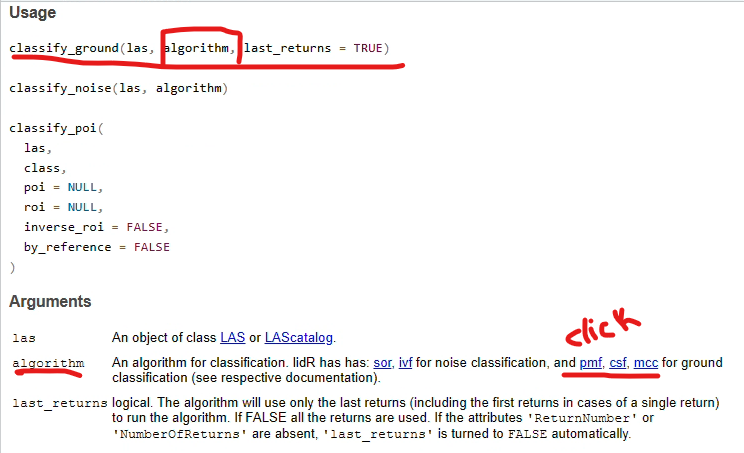 Usage
classify_ground(las, algorithm, last_returns = TRUE)
classify_noise(las, algorithm)
classify_poi(
las,
class,
poi = NULL,
roi = NULL,
inverse_roi = FALSE,
by_reference = FALSE
)
Arguments
click
las An object of class LAS or LAScatalog.
algorithm An algorithm for classification. lidR has has: sor, ivf for noise classification, and pmf, csf, mcc for ground
classification (see respective documentation).
last_returns logical. The algorithm will use only the last returns (including the first returns in cases of a single return)
to run the algorithm. If FALSE all the returns are used. If the attributes 'ReturnNumber' or
'NumberOfReturns' are absent, 'last_returns' is turned to FALSE automatically.